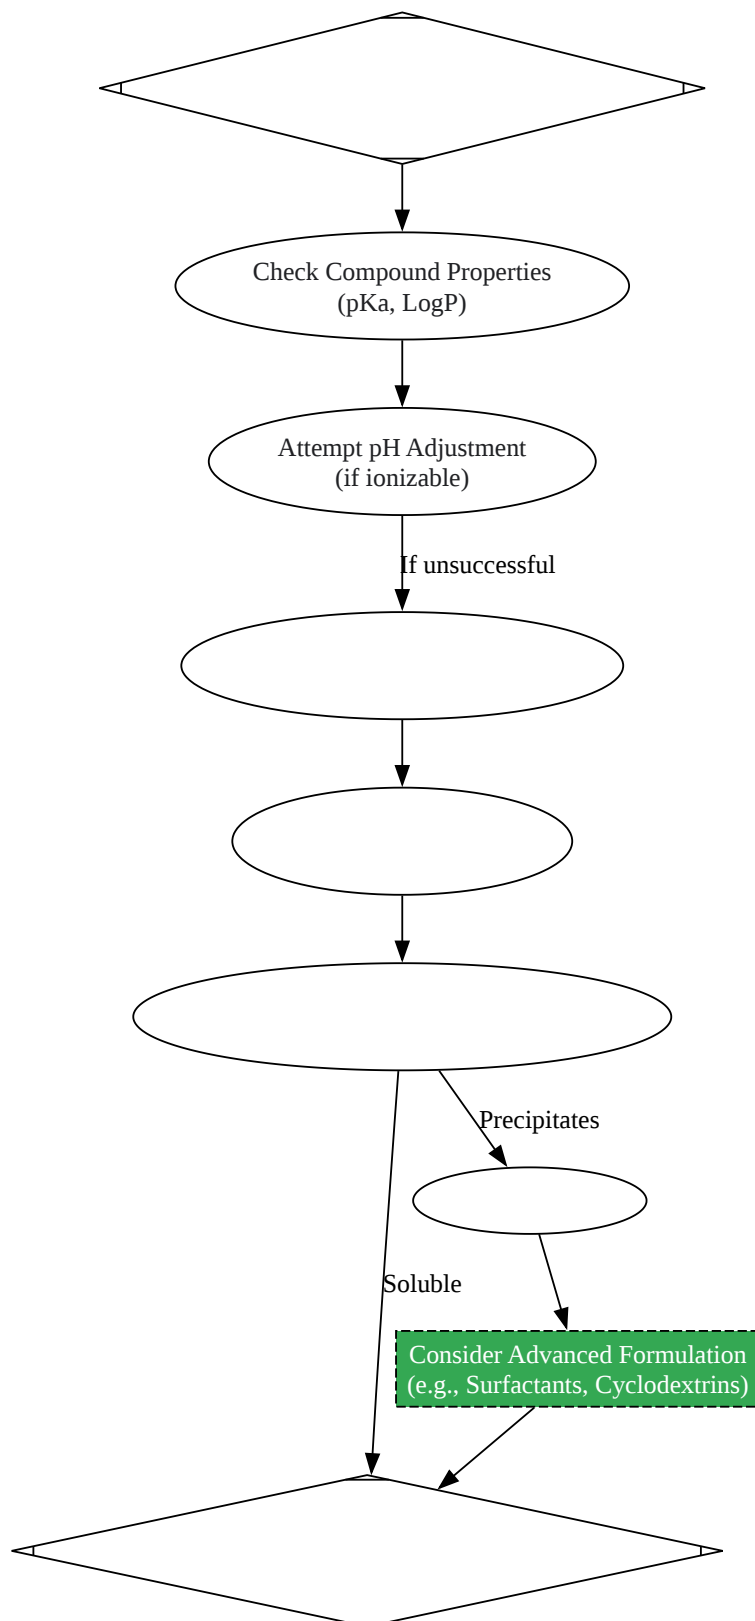 Check Compound Properties
(pKa, LogP)
Attempt pH Adjustment
(if ionizable)
If unsuccessful
Precipitates
Soluble
Consider Advanced Formulation
(e.g., Surfactants, Cyclodextrins)